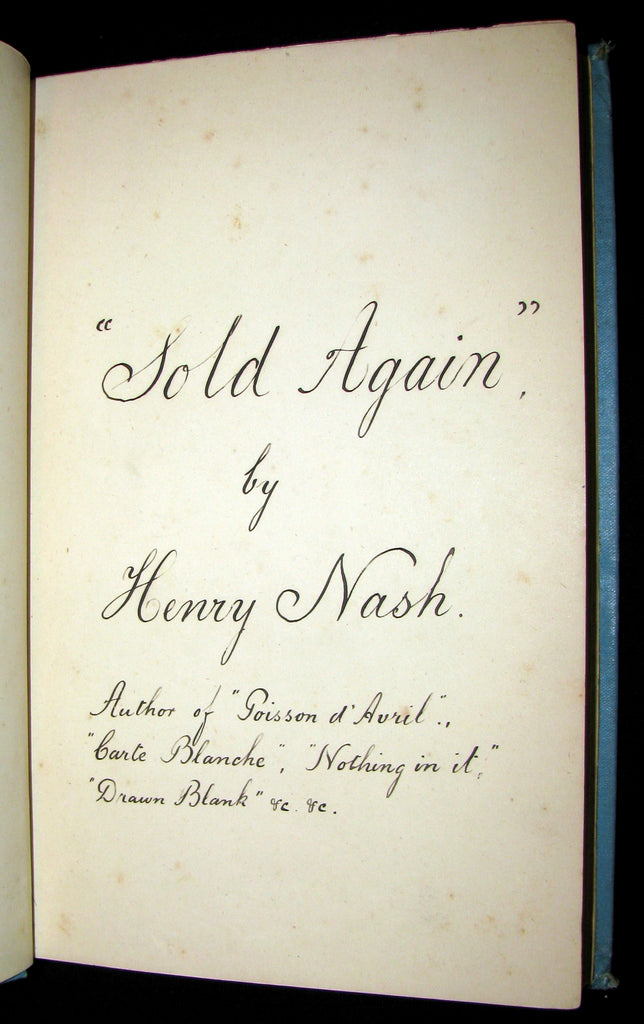 "Sold Again",
by
Henry Nash.
Author of "Poisson d'Avril".,
"Carte Blanche", "Nothing in it,"
"Drawn Blank" &c. &c.